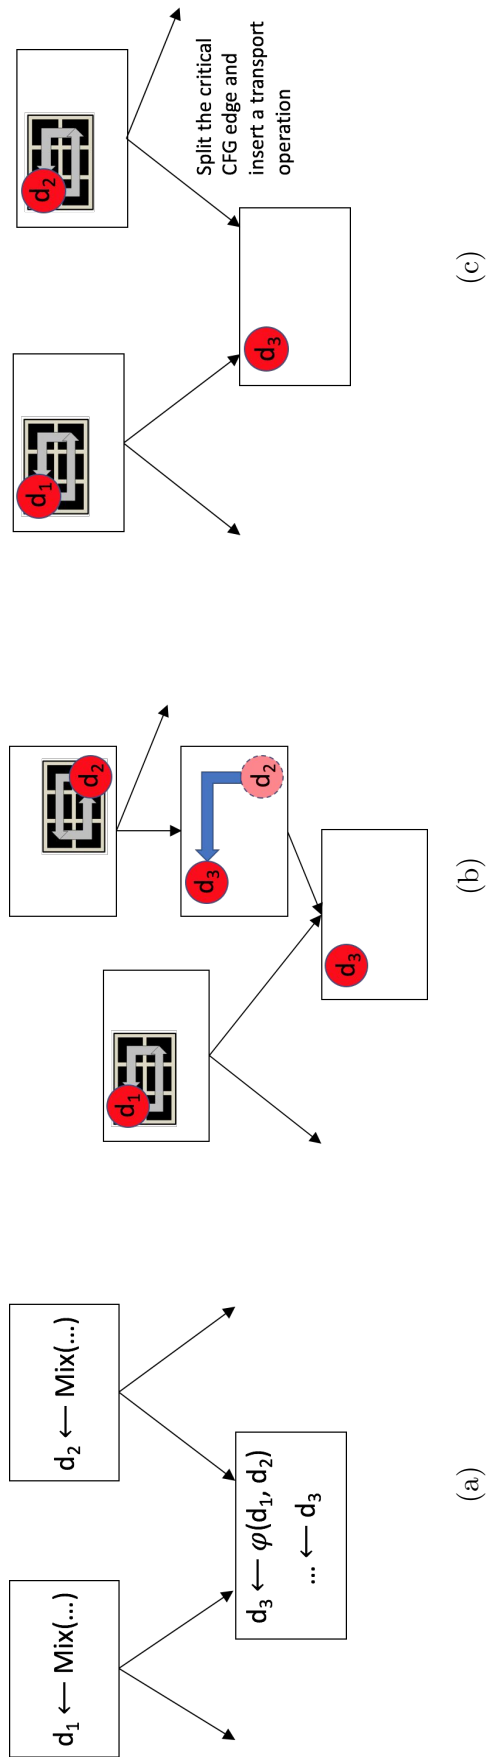 d₁ ⟵ Mix(…)
d₂ ⟵ Mix(…)
d₃ ⟵ φ(d₁, d₂)
… ⟵ d₃
(a)
d₁
d₂
d₃
d₂
d₃
(b)
d₁
d₂
d₃
Split the critical
CFG edge and
insert a transport
operation
(c)